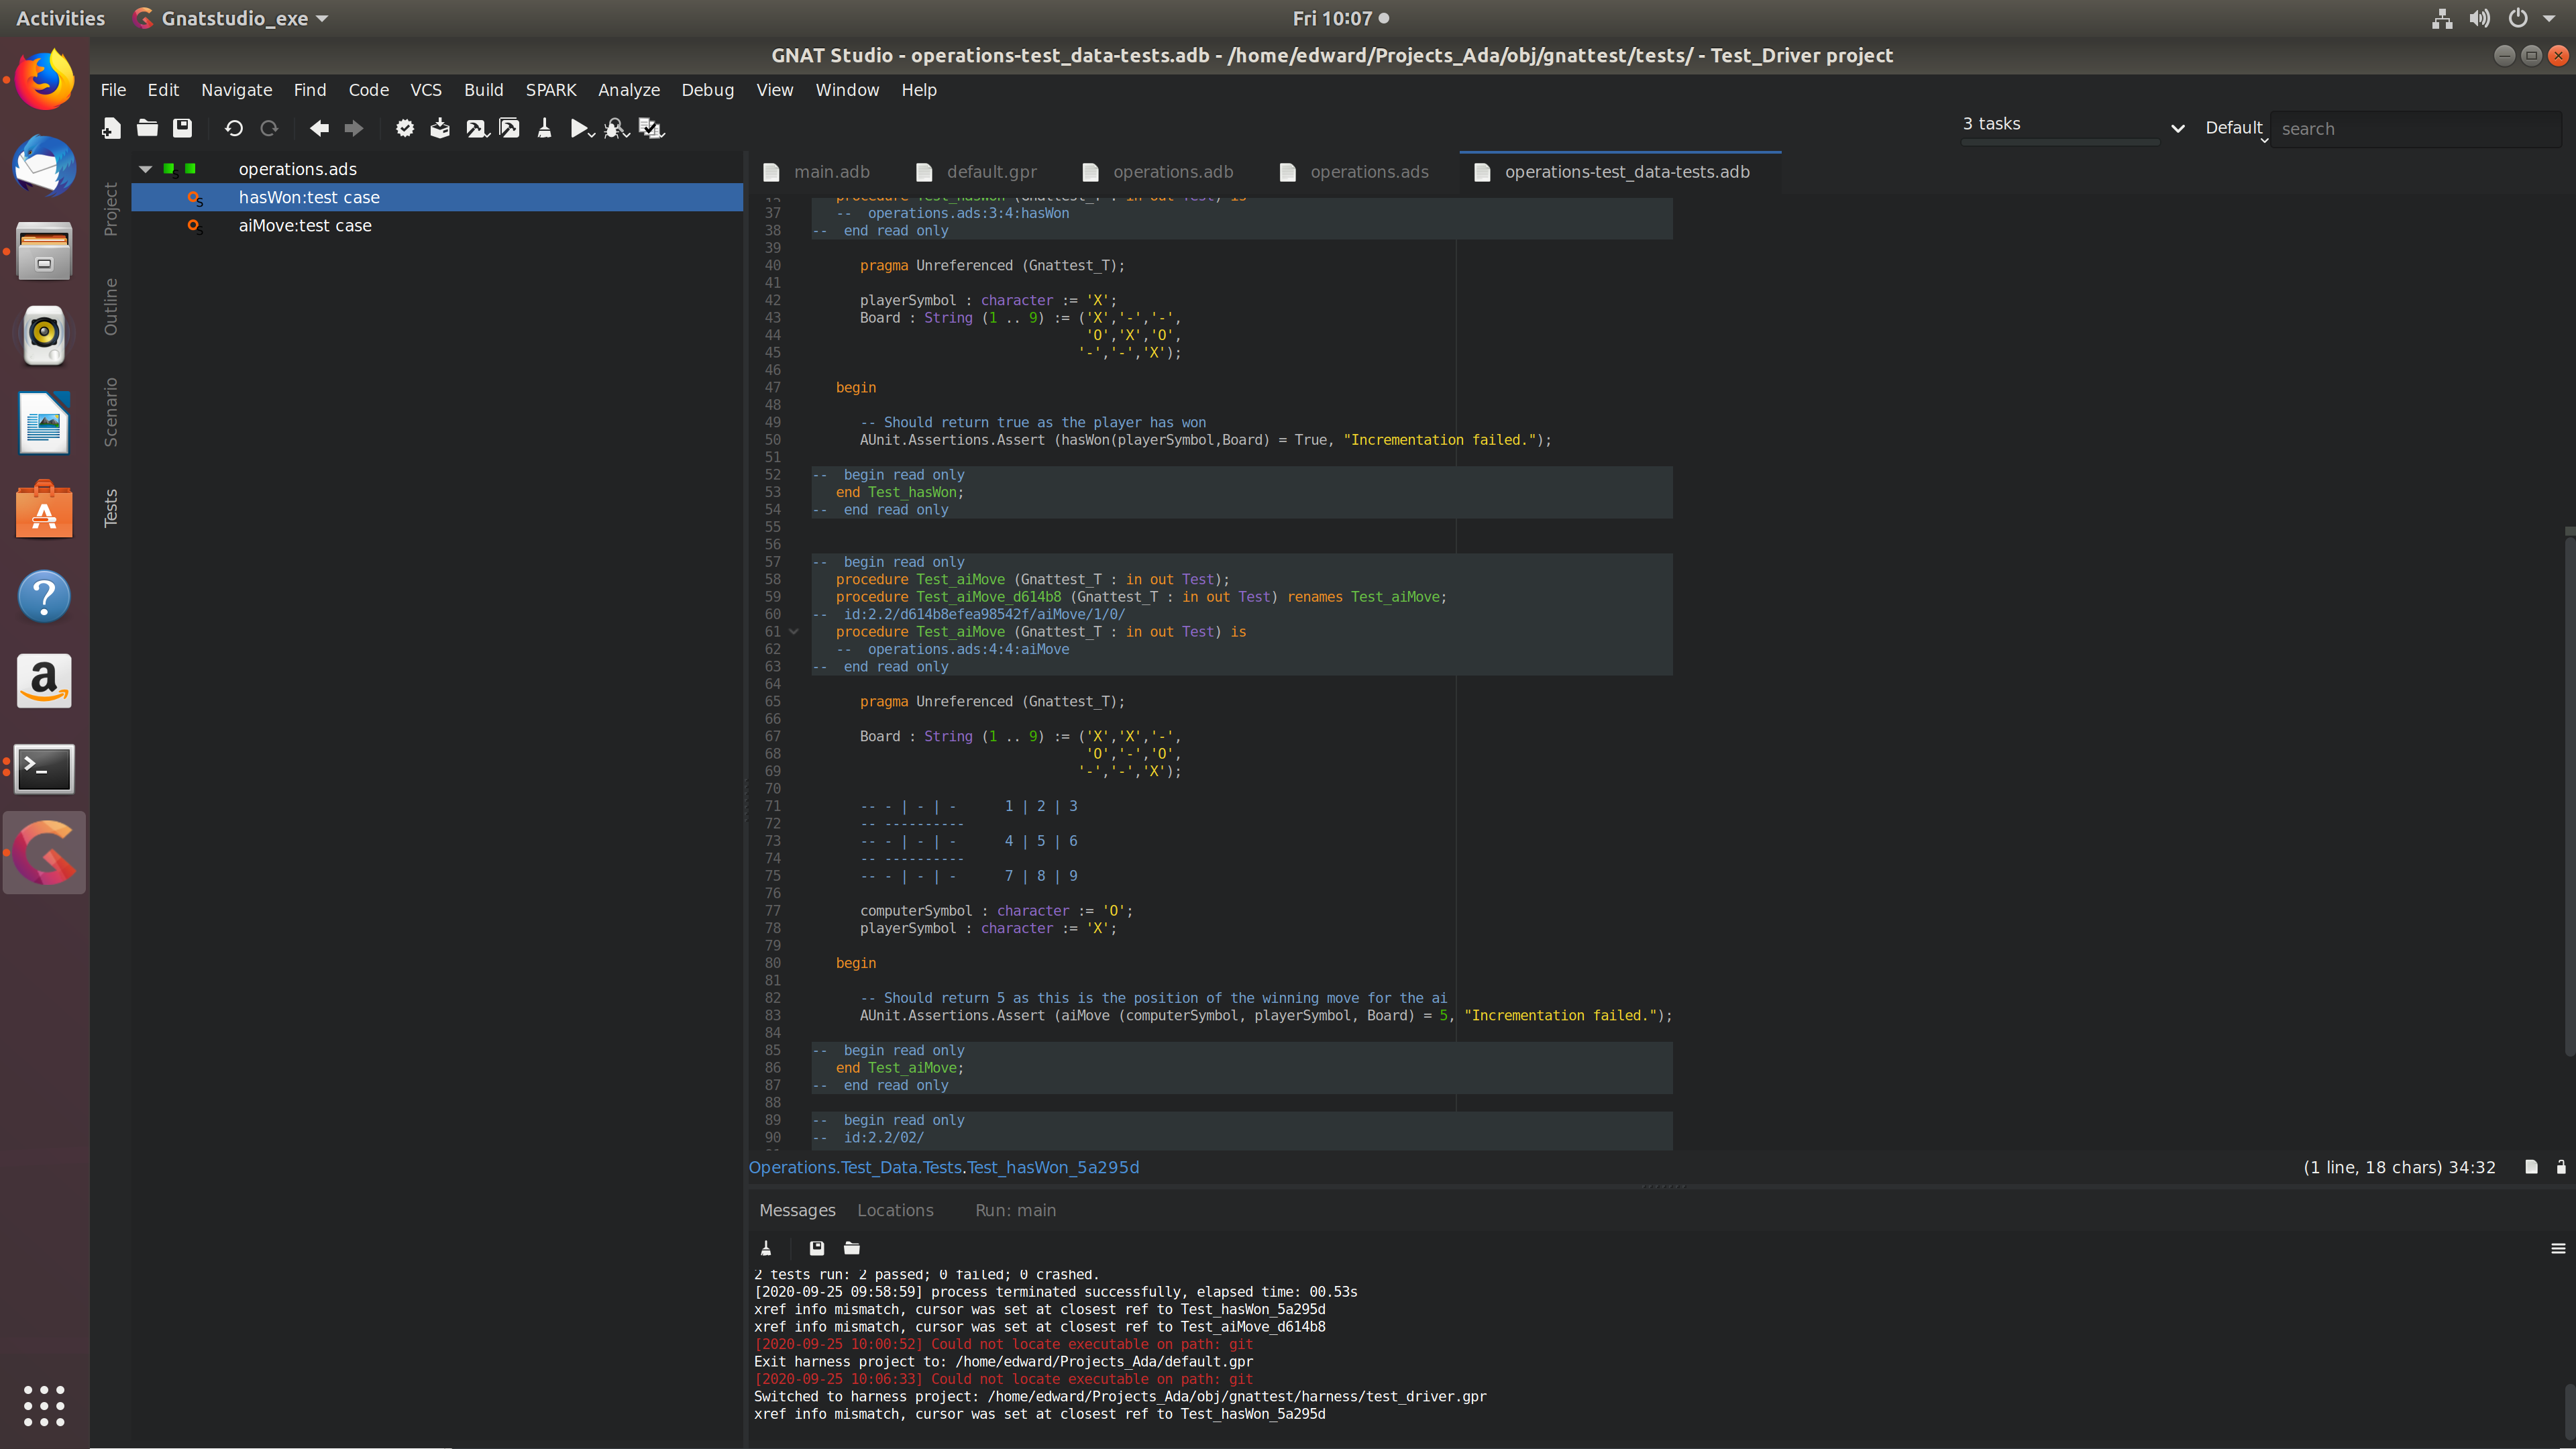 Activities
Gnatstudio_exe
Fri 10:07
GNAT Studio - operations-test_data-tests.adb - /home/edward/Projects_Ada/obj/gnattest/tests/ - Test_Driver project
File Edit Navigate Find Code VCS Build SPARK Analyze Debug View Window Help
3 tasks
Default
search
Project
Outline
Scenario
Tests
operations.ads
hasWon:test case
aiMove:test case
main.adb default.gpr operations.adb operations.ads operations-test_data-tests.adb
procedure Test_hasWon (Gnattest_T : in out Test) is
37 -- operations.ads:3:4:hasWon
38 -- end read only
39
40 pragma Unreferenced (Gnattest_T);
41
42 playerSymbol : character := 'X';
43 Board : String (1 .. 9) := ('X','-','-',
44 'O','X','O',
45 '-','-','X');
46
47 begin
48
49 -- Should return true as the player has won
50 AUnit.Assertions.Assert (hasWon(playerSymbol,Board) = True, "Incrementation failed.");
51
52 -- begin read only
53 end Test_hasWon;
54 -- end read only
55
56
57 -- begin read only
58 procedure Test_aiMove (Gnattest_T : in out Test);
59 procedure Test_aiMove_d614b8 (Gnattest_T : in out Test) renames Test_aiMove;
60 -- id:2.2/d614b8efea98542f/aiMove/1/0/
61 procedure Test_aiMove (Gnattest_T : in out Test) is
62 -- operations.ads:4:4:aiMove
63 -- end read only
64
65 pragma Unreferenced (Gnattest_T);
66
67 Board : String (1 .. 9) := ('X','X','-',
68 'O','-','O',
69 '-','-','X');
70
71 -- - | - | - 1 | 2 | 3
72 -- ----------
73 -- - | - | - 4 | 5 | 6
74 -- ----------
75 -- - | - | - 7 | 8 | 9
76
77 computerSymbol : character := 'O';
78 playerSymbol : character := 'X';
79
80 begin
81
82 -- Should return 5 as this is the position of the winning move for the ai
83 AUnit.Assertions.Assert (aiMove (computerSymbol, playerSymbol, Board) = 5, "Incrementation failed.");
84
85 -- begin read only
86 end Test_aiMove;
87 -- end read only
88
89 -- begin read only
90 -- id:2.2/02/
Operations.Test_Data.Tests.Test_hasWon_5a295d
(1 line, 18 chars) 34:32
Messages Locations Run: main
2 tests run: 2 passed; 0 failed; 0 crashed.
[2020-09-25 09:58:59] process terminated successfully, elapsed time: 00.53s
xref info mismatch, cursor was set at closest ref to Test_hasWon_5a295d
xref info mismatch, cursor was set at closest ref to Test_aiMove_d614b8
[2020-09-25 10:00:52] Could not locate executable on path: git
Exit harness project to: /home/edward/Projects_Ada/default.gpr
[2020-09-25 10:06:33] Could not locate executable on path: git
Switched to harness project: /home/edward/Projects_Ada/obj/gnattest/harness/test_driver.gpr
xref info mismatch, cursor was set at closest ref to Test_hasWon_5a295d